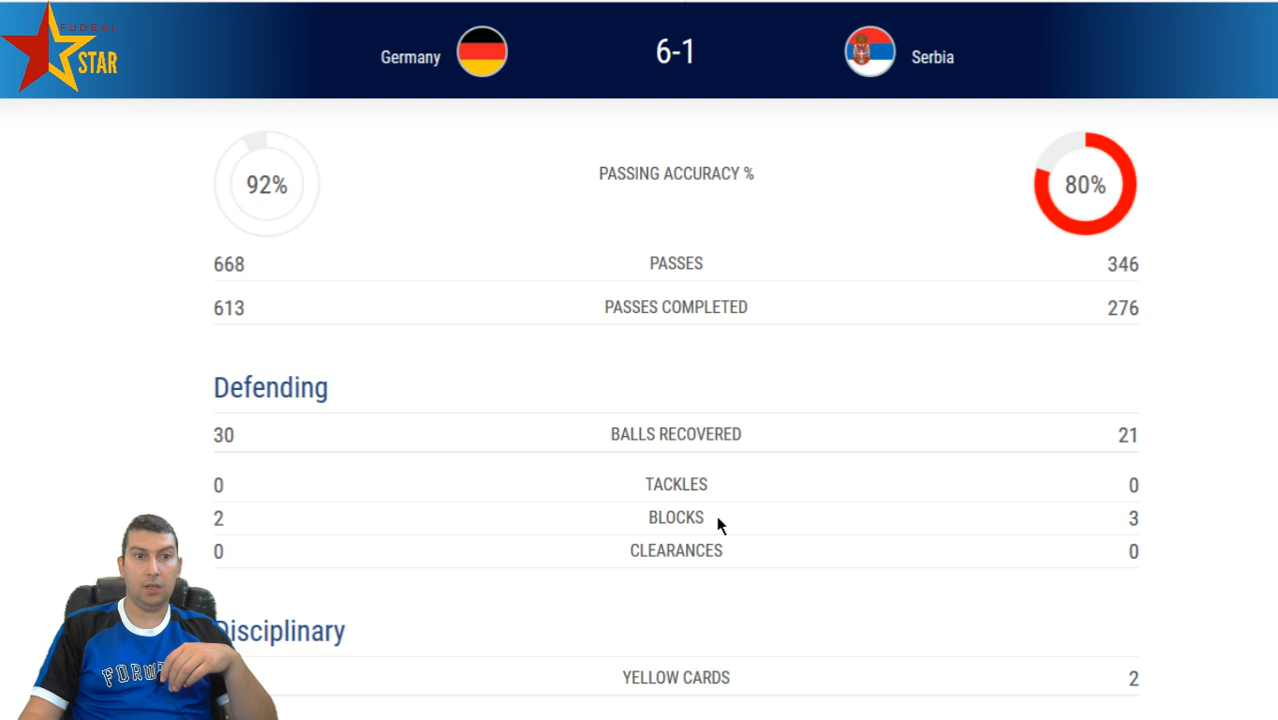 FUDBAL
STAR
Germany
6-1
Serbia
92%
PASSING ACCURACY %
80%
668 PASSES 346
613 PASSES COMPLETED 276
Defending
30 BALLS RECOVERED 21
0 TACKLES 0
2 BLOCKS 3
0 CLEARANCES 0
Disciplinary
YELLOW CARDS 2